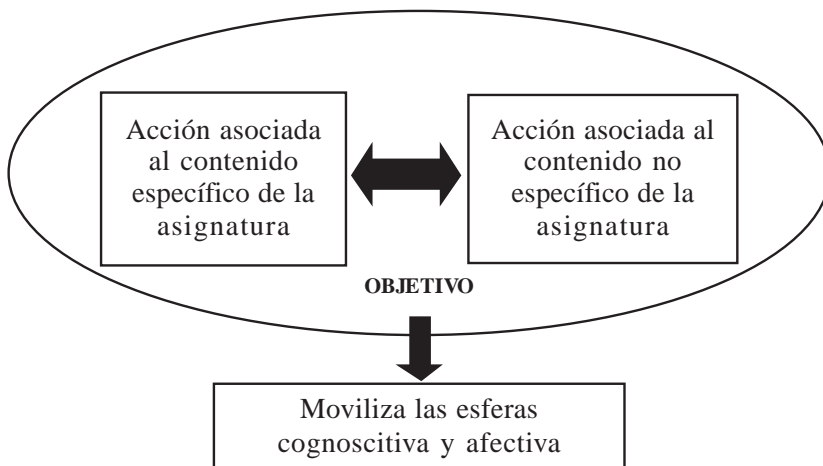 Acción asociada
al contenido
específico de la
asignatura
Acción asociada al
contenido no
específico de la
asignatura
OBJETIVO
Moviliza las esferas
cognoscitiva y afectiva